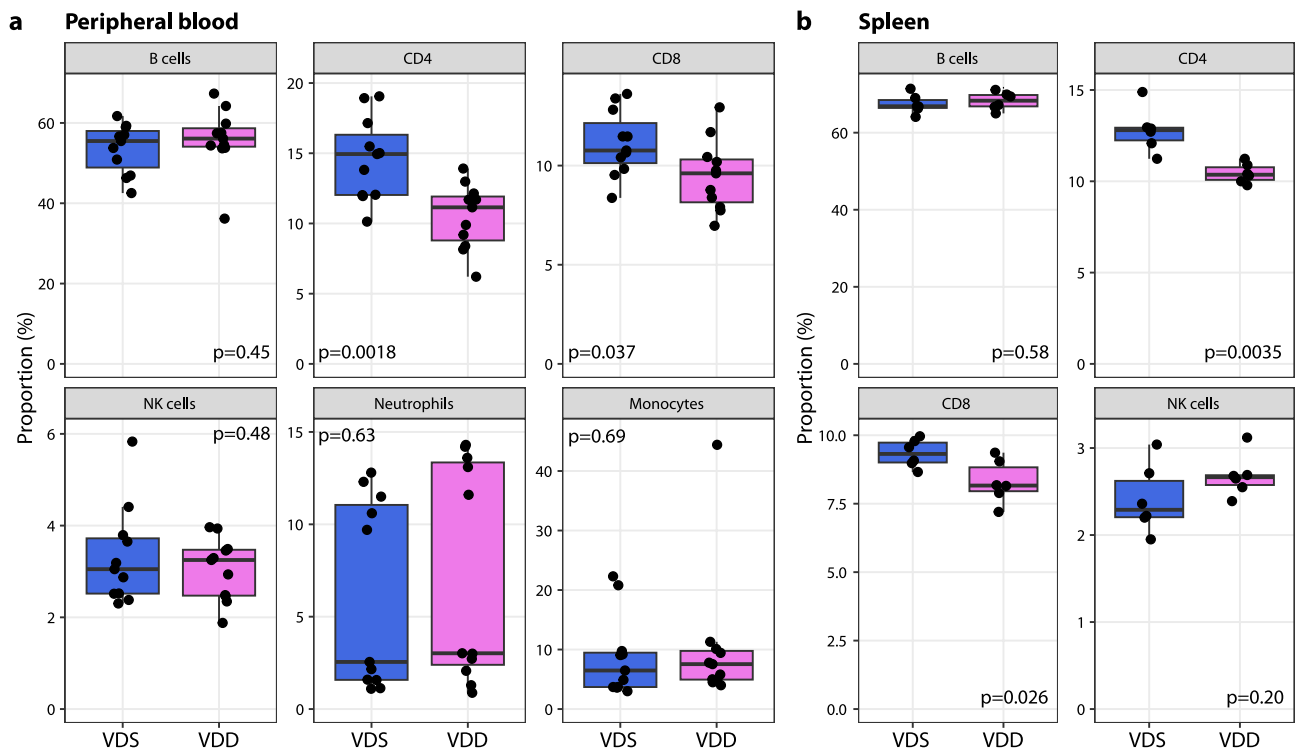 a Peripheral blood
b Spleen
B cells
CD4
CD8
B cells
CD4
Proportion (%)
60
40
20
0
p=0.45
20
15
10
5
0
p=0.0018
10
5
0
p=0.037
Proportion (%)
60
40
20
0
p=0.58
15
10
5
0
p=0.0035
NK cells
Neutrophils
Monocytes
CD8
NK cells
6
4
2
0
p=0.48
15
10
5
0
p=0.63
40
30
20
10
0
p=0.69
10.0
7.5
5.0
2.5
0.0
p=0.026
3
2
1
0
p=0.20
VDS VDD
VDS VDD
VDS VDD
VDS VDD
VDS VDD